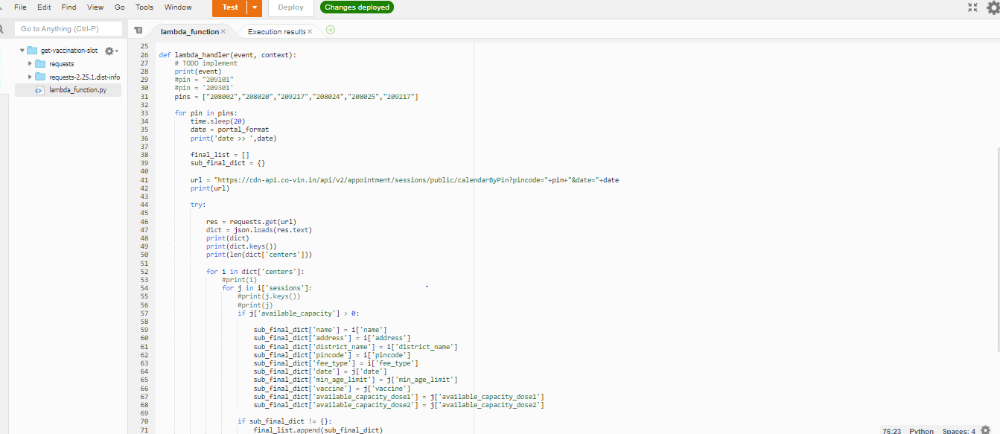 File Edit Find View Go Tools Window Test Deploy Changes deployed
Go to Anything (Ctrl-P)
lambda_function Execution results
get-vaccination-slot
requests
requests-2.25.1.dist-info
lambda_function.py
25
26 def lambda_handler(event, context):
27 # TODO implement
28 print(event)
29 #pin = "209101"
30 #pin = '209301'
31 pins = ["208002","208020","209217","208024","208025","209217"]
32
33 for pin in pins:
34 time.sleep(20)
35 date = portal_format
36 print('date >> ',date)
37
38 final_list = []
39 sub_final_dict = {}
40
41 url = "https://cdn-api.co-vin.in/api/v2/appointment/sessions/public/calendarByPin?pincode="+pin+"&date="+date
42 print(url)
43
44 try:
45
46 res = requests.get(url)
47 dict = json.loads(res.text)
48 print(dict)
49 print(dict.keys())
50 print(len(dict['centers']))
51
52 for i in dict['centers']:
53 #print(i)
54 for j in i['sessions']:
55 #print(j.keys())
56 #print(j)
57 if j['available_capacity'] > 0:
58
59 sub_final_dict['name'] = i['name']
60 sub_final_dict['address'] = i['address']
61 sub_final_dict['district_name'] = i['district_name']
62 sub_final_dict['pincode'] = i['pincode']
63 sub_final_dict['fee_type'] = i['fee_type']
64 sub_final_dict['date'] = j['date']
65 sub_final_dict['min_age_limit'] = j['min_age_limit']
66 sub_final_dict['vaccine'] = j['vaccine']
67 sub_final_dict['available_capacity_dose1'] = j['available_capacity_dose1']
68 sub_final_dict['available_capacity_dose2'] = j['available_capacity_dose2']
69
70 if sub_final_dict != {}:
71 final_list.append(sub_final_dict)
76:23 Python Spaces: 4